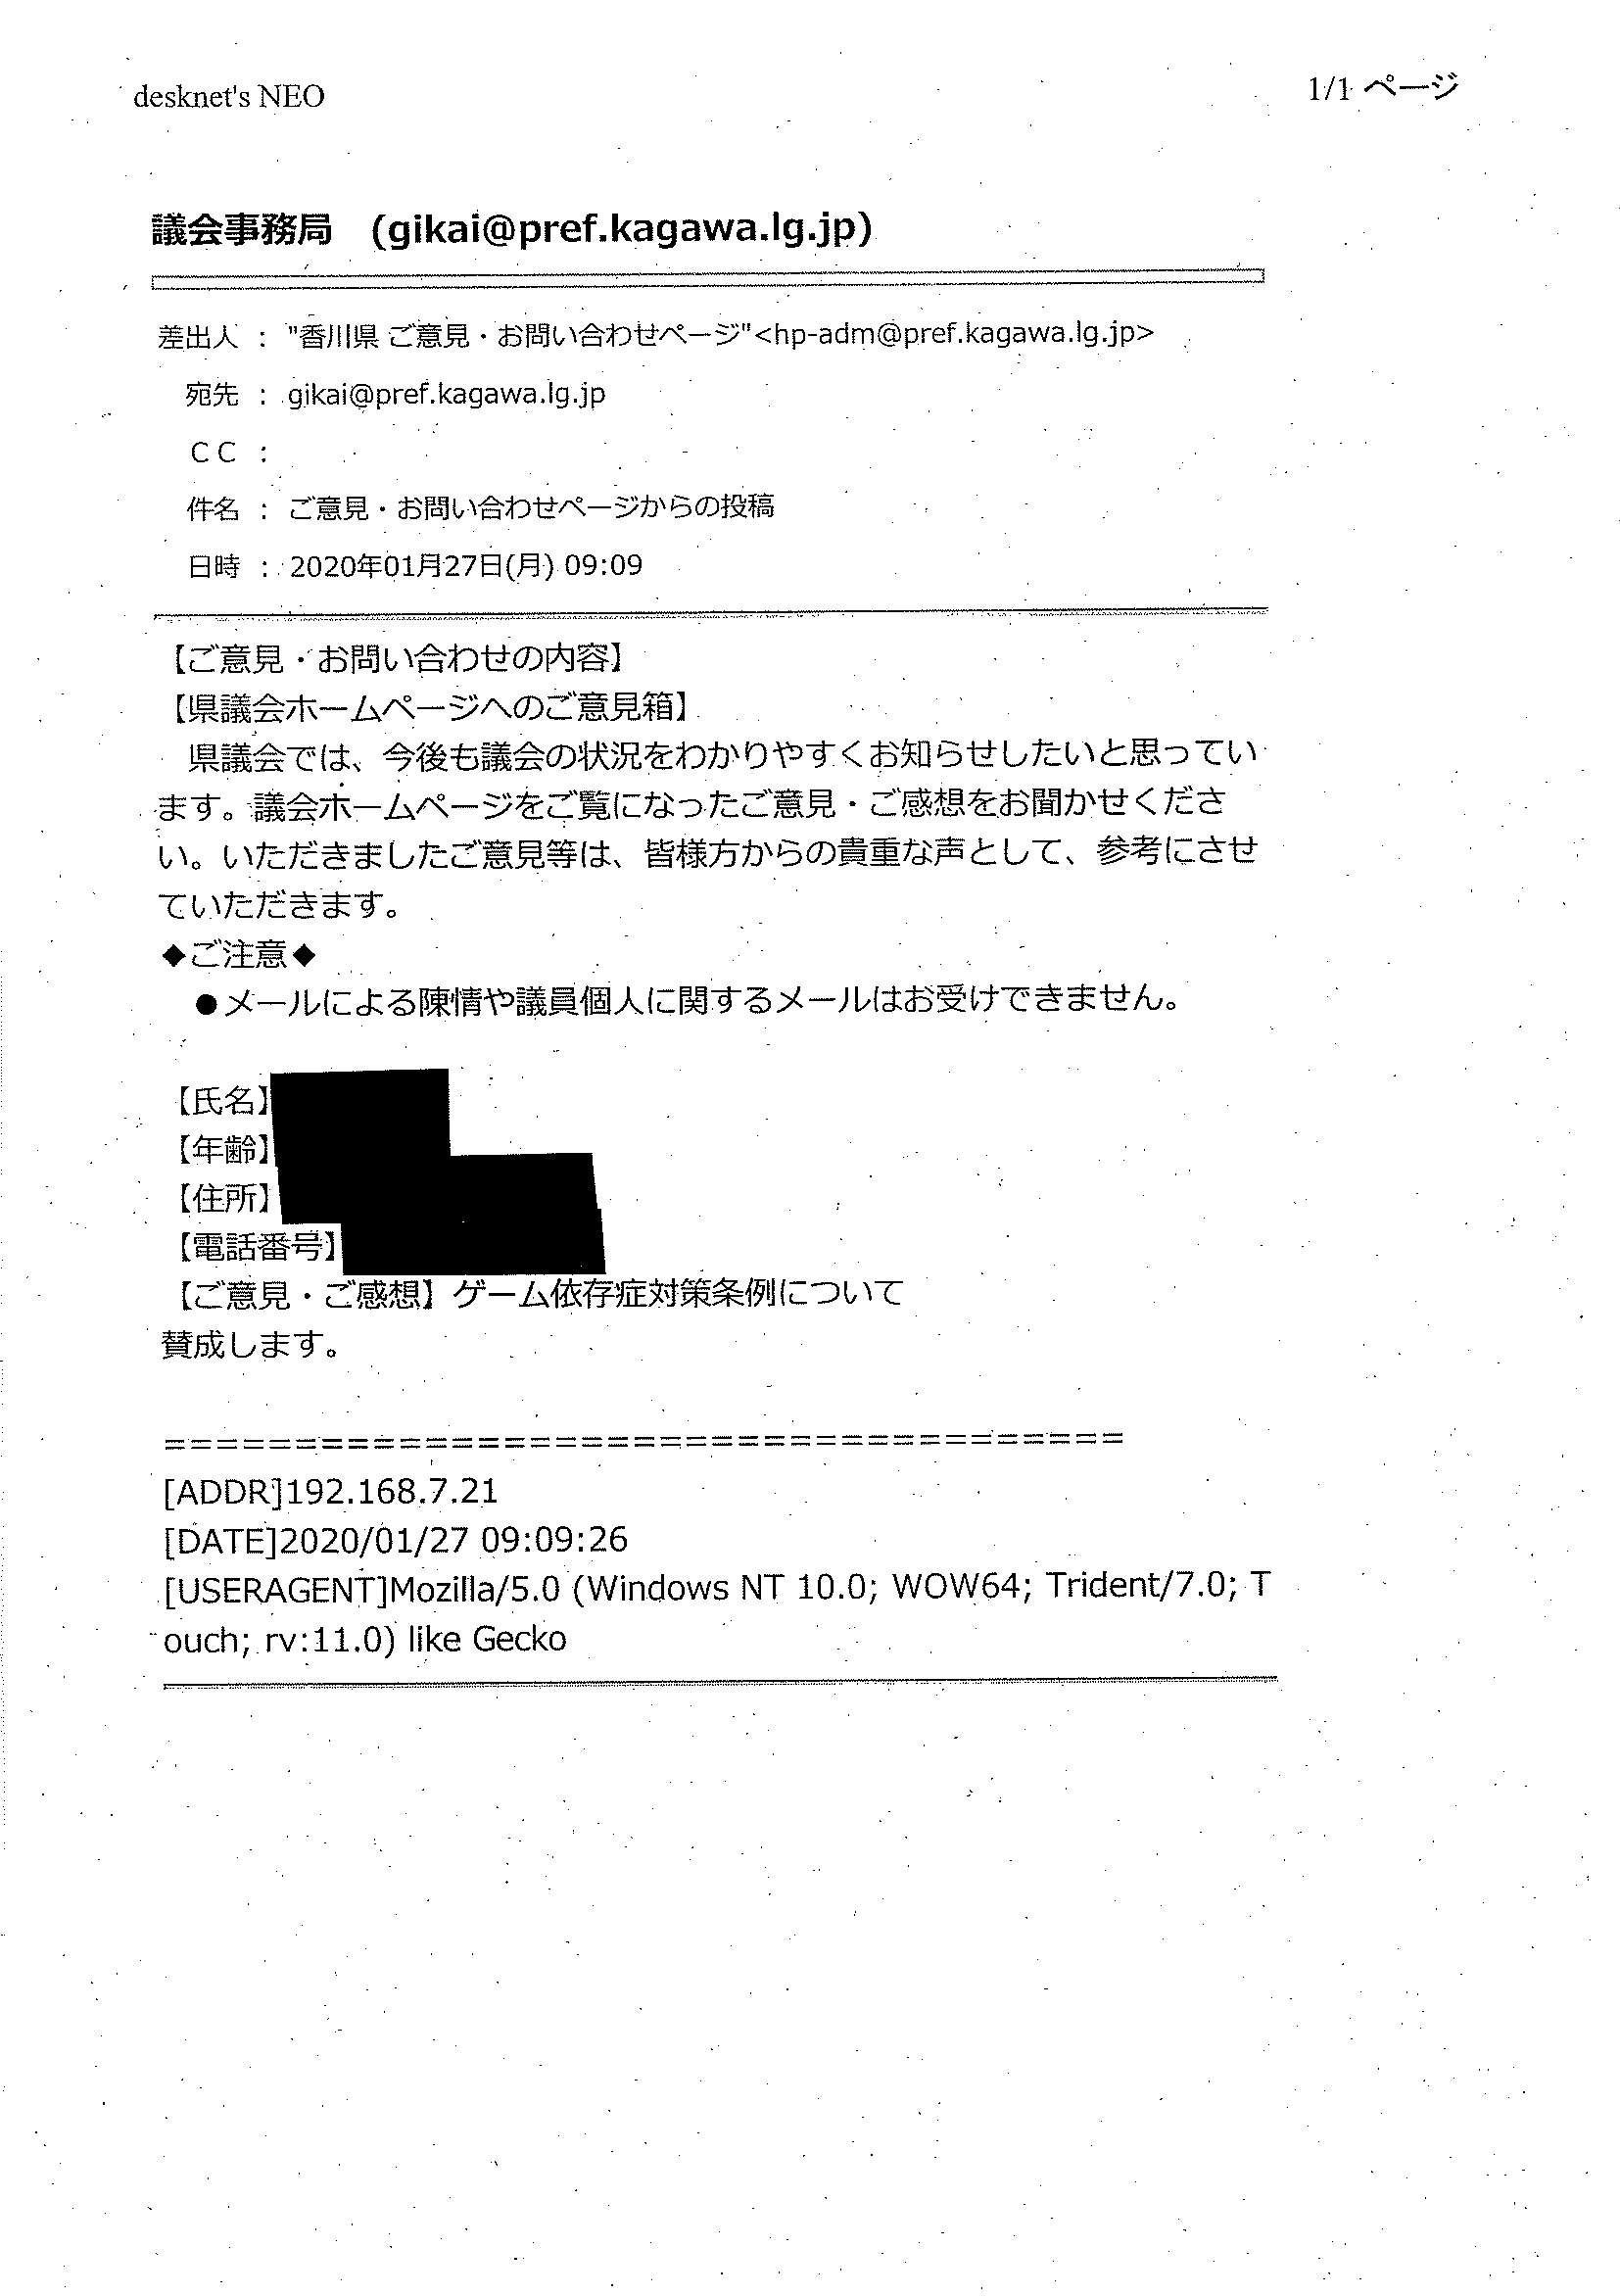 desknet's NEO
1/1 ページ
議会事務局　(gikai@pref.kagawa.lg.jp)
差出人 ： "香川県 ご意見・お問い合わせページ"<hp-adm@pref.kagawa.lg.jp>
宛先 ： gikai@pref.kagawa.lg.jp
ＣＣ ：
件名 ： ご意見・お問い合わせページからの投稿
日時 ： 2020年01月27日(月) 09:09
【ご意見・お問い合わせの内容】
【県議会ホームページへのご意見箱】
　県議会では、今後も議会の状況をわかりやすくお知らせしたいと思ってい
ます。議会ホームページをご覧になったご意見・ご感想をお聞かせくださ
い。いただきましたご意見等は、皆様方からの貴重な声として、参考にさせ
ていただきます。
◆ご注意◆
　●メールによる陳情や議員個人に関するメールはお受けできません。
【氏名】
【年齢】
【住所】
【電話番号】
【ご意見・ご感想】ゲーム依存症対策条例について
賛成します。
=====================================
[ADDR]192.168.7.21
[DATE]2020/01/27 09:09:26
[USERAGENT]Mozilla/5.0 (Windows NT 10.0; WOW64; Trident/7.0; T
ouch; rv:11.0) like Gecko